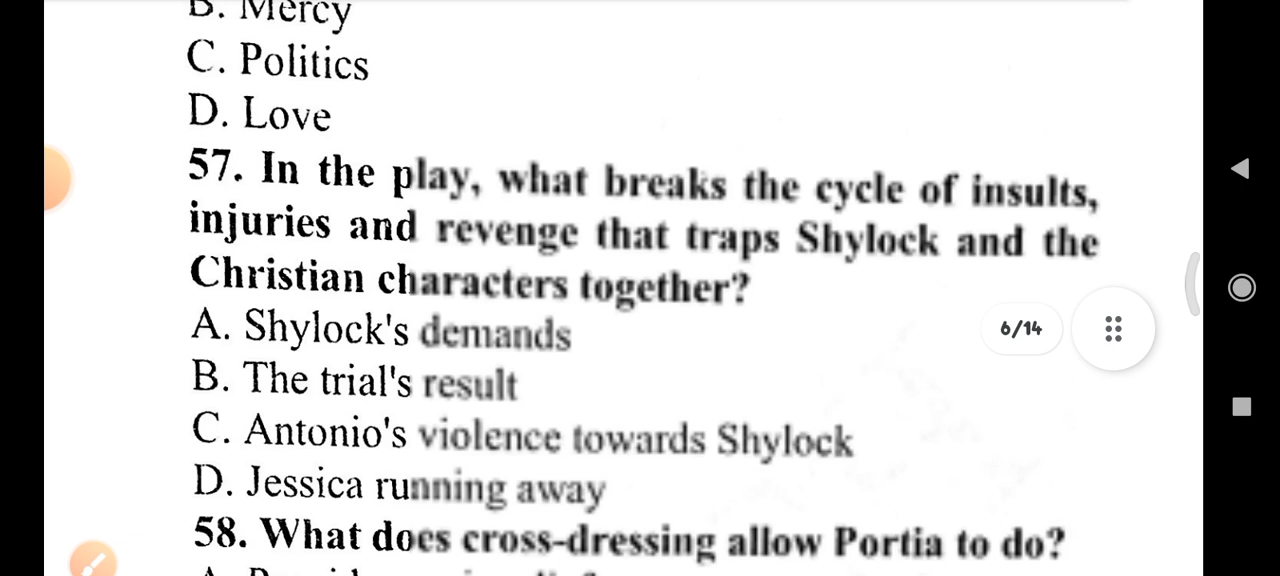 B. Mercy
C. Politics
D. Love
57. In the play, what breaks the cycle of insults,
injuries and revenge that traps Shylock and the
Christian characters together?
A. Shylock's demands
B. The trial's result
C. Antonio's violence towards Shylock
D. Jessica running away
6/14
58. What does cross-dressing allow Portia to do?